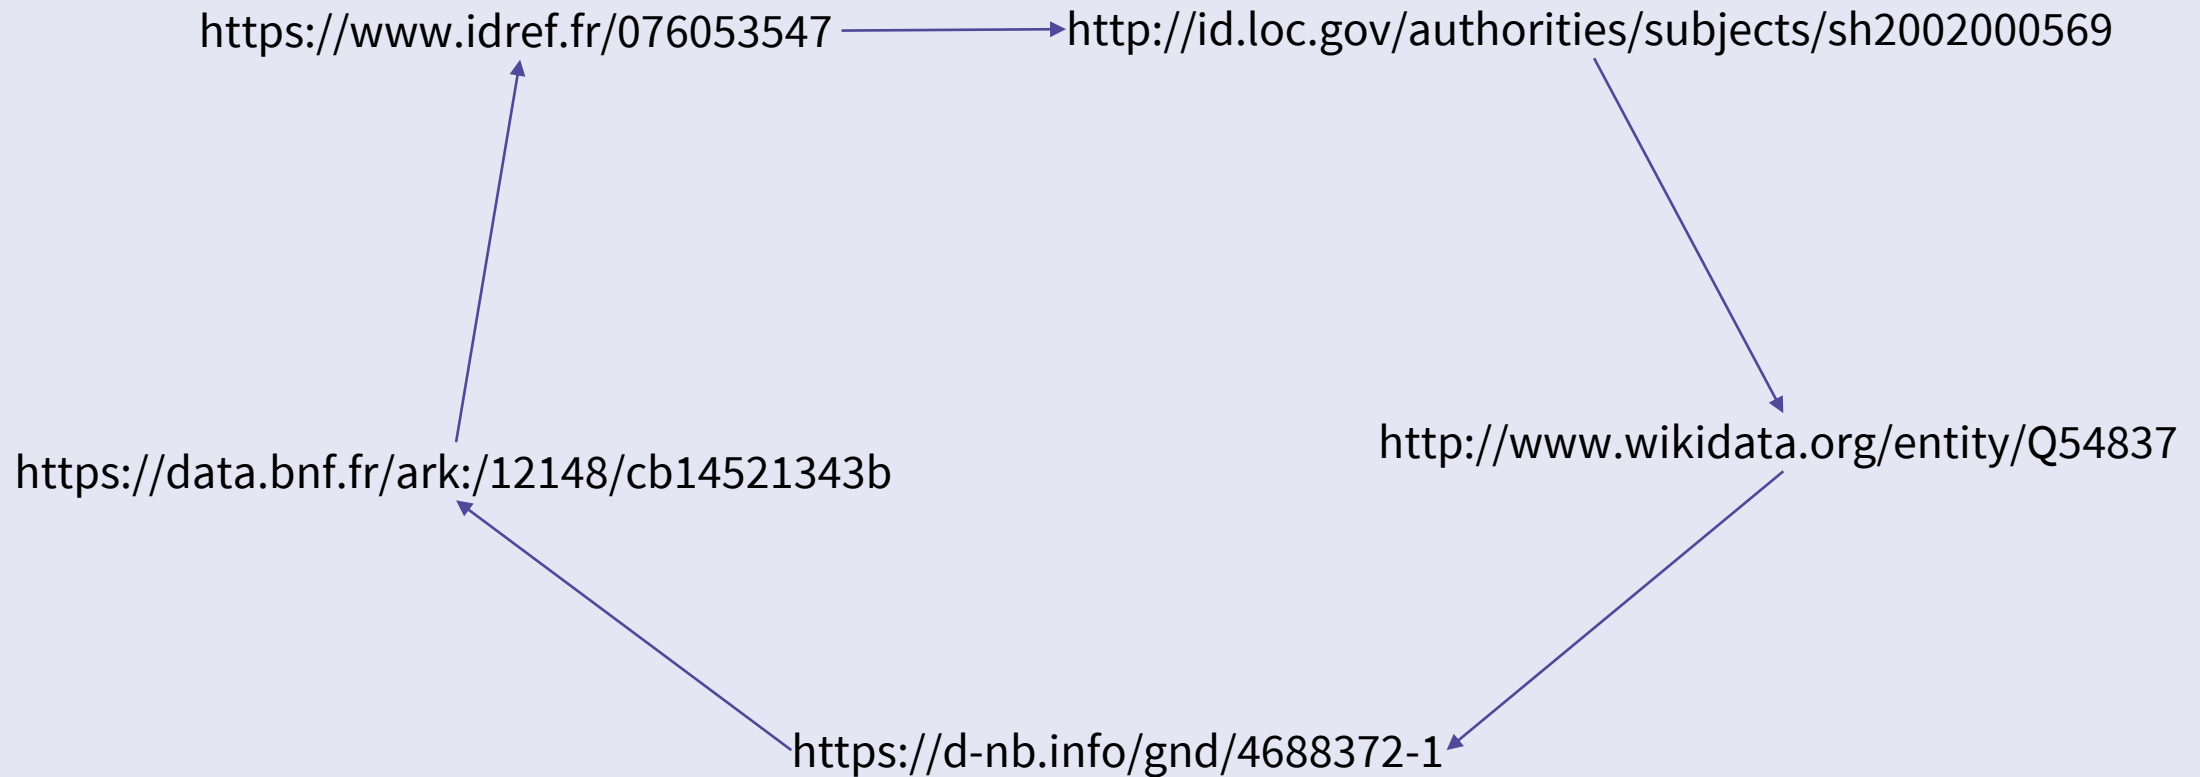 https://www.idref.fr/076053547
http://id.loc.gov/authorities/subjects/sh2002000569
http://www.wikidata.org/entity/Q54837
https://data.bnf.fr/ark:/12148/cb14521343b
https://d-nb.info/gnd/4688372-1